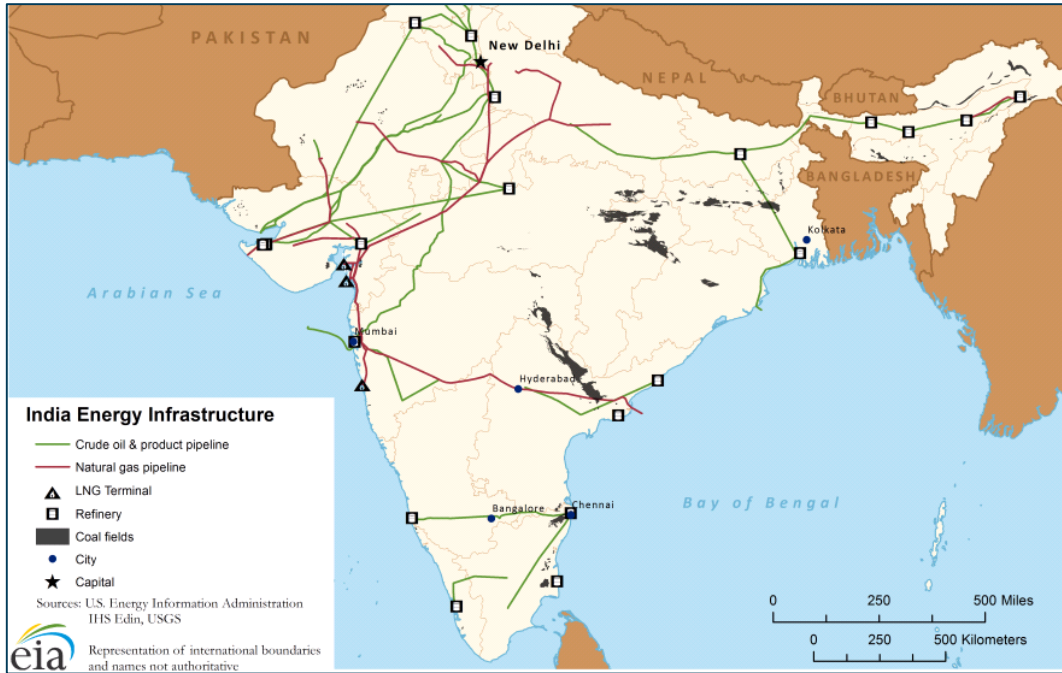 PAKISTAN
New Delhi
NEPAL
BHUTAN
BANGLADESH
Kolkata
Arabian Sea
Mumbai
Hyderabad
Bangalore
Chennai
Bay of Bengal
India Energy Infrastructure
Crude oil & product pipeline
Natural gas pipeline
LNG Terminal
Refinery
Coal fields
City
Capital
Sources: U.S. Energy Information Administration
IHS Edin, USGS
eia
Representation of international boundaries
and names not authoritative
0 250 500 Miles
0 250 500 Kilometers